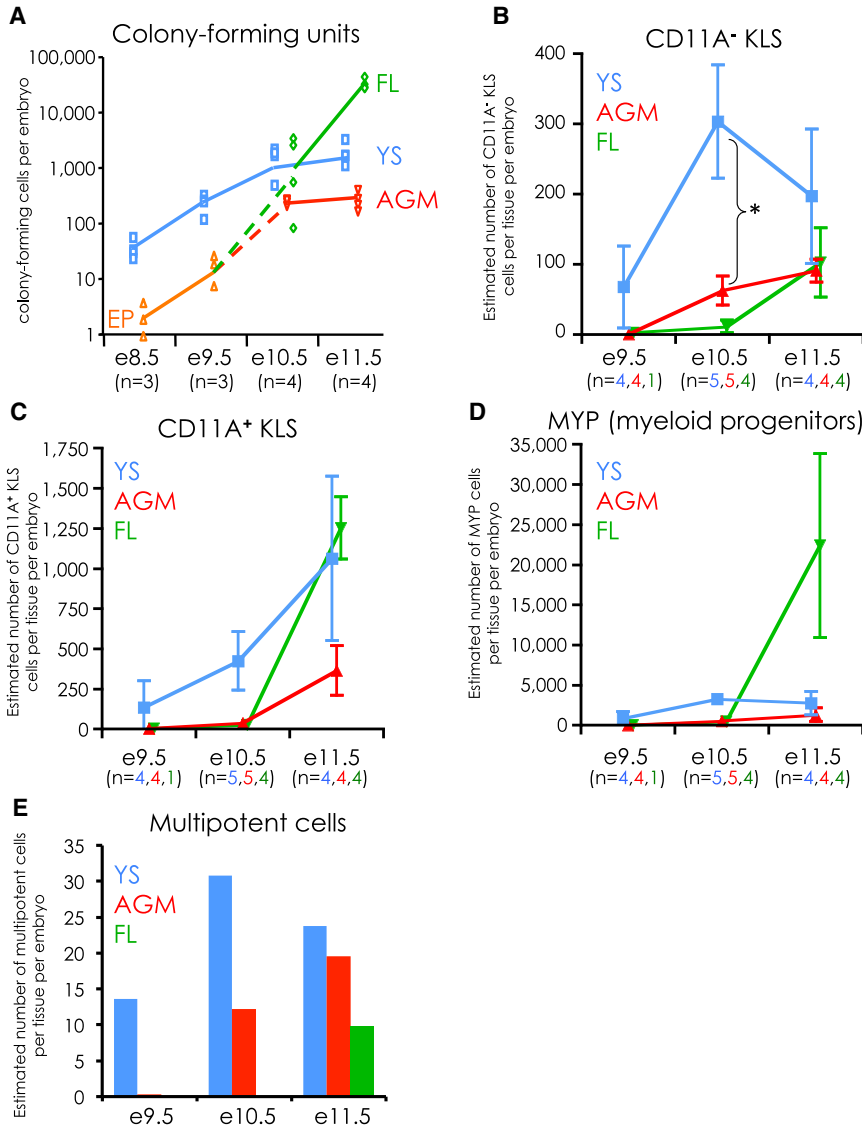 A
Colony-forming units
colony-forming cells per embryo
100,000
10,000
1,000
100
10
1
FL
YS
AGM
EP
e8.5 e9.5 e10.5 e11.5
(n=3) (n=3) (n=4) (n=4)
B
CD11A- KLS
Estimated number of CD11A- KLS
cells per tissue per embryo
400
300
200
100
0
YS
AGM
FL
*
e9.5 e10.5 e11.5
(n=4,4,1) (n=5,5,4) (n=4,4,4)
C
CD11A+ KLS
Estimated number of CD11A+ KLS
cells per tissue per embryo
1,750
1,500
1,250
1,000
750
500
250
0
YS
AGM
FL
e9.5 e10.5 e11.5
(n=4,4,1) (n=5,5,4) (n=4,4,4)
D
MYP (myeloid progenitors)
Estimated number of MYP cells
per tissue per embryo
35,000
30,000
25,000
20,000
15,000
10,000
5,000
0
YS
AGM
FL
e9.5 e10.5 e11.5
(n=4,4,1) (n=5,5,4) (n=4,4,4)
E
Multipotent cells
Estimated number of multipotent cells
per tissue per embryo
35
30
25
20
15
10
5
0
YS
AGM
FL
e9.5 e10.5 e11.5